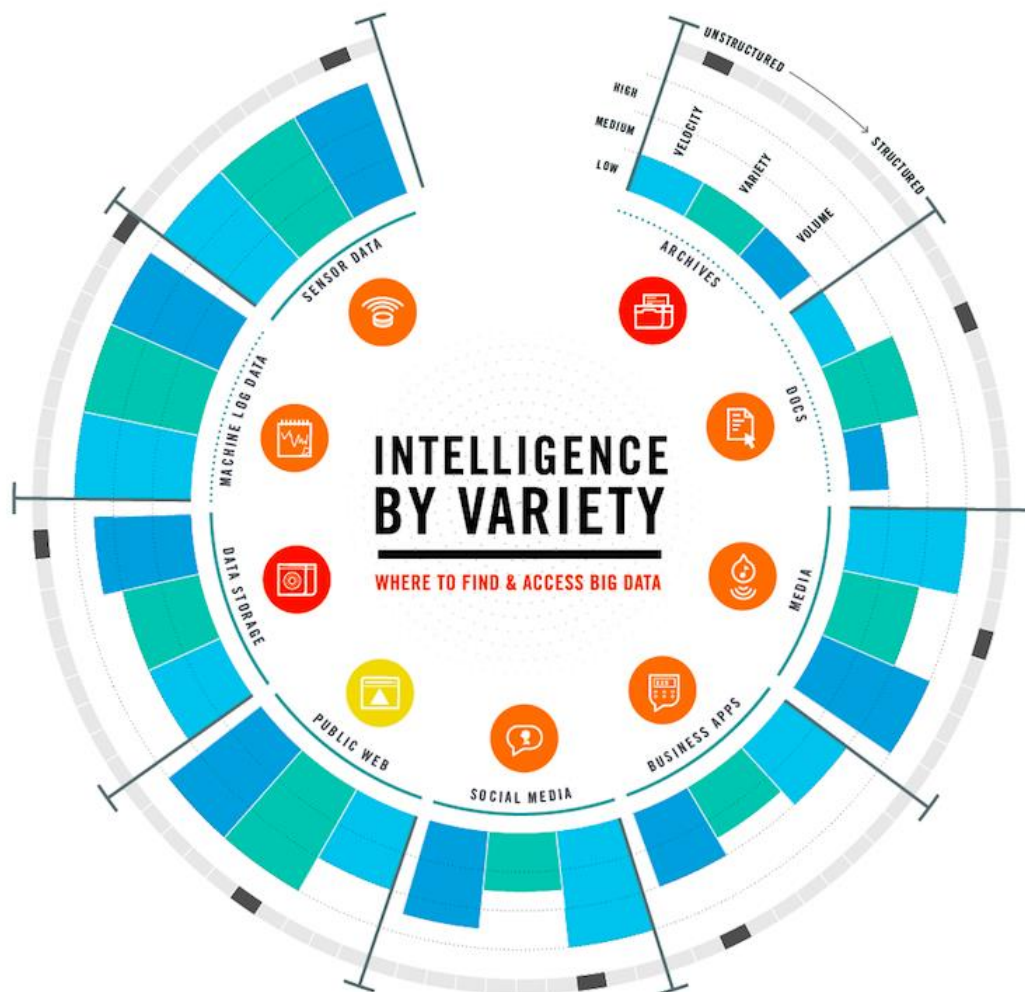 UNSTRUCTURED
STRUCTURED
HIGH
MEDIUM
LOW
VELOCITY
VARIETY
VOLUME
ARCHIVES
DOCS
MEDIA
BUSINESS APPS
SOCIAL MEDIA
PUBLIC WEB
DATA STORAGE
MACHINE LOG DATA
SENSOR DATA
INTELLIGENCE
BY VARIETY
WHERE TO FIND & ACCESS BIG DATA